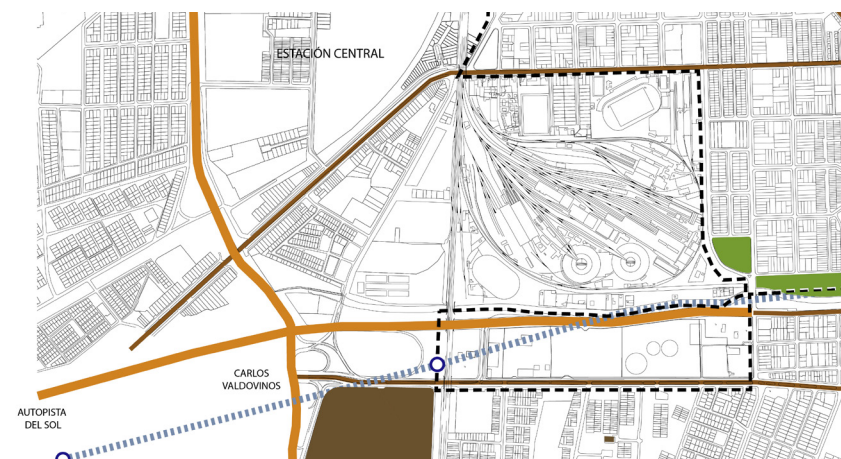 ESTACIÓN CENTRAL
CARLOS
VALDOVINOS
AUTOPISTA
DEL SOL